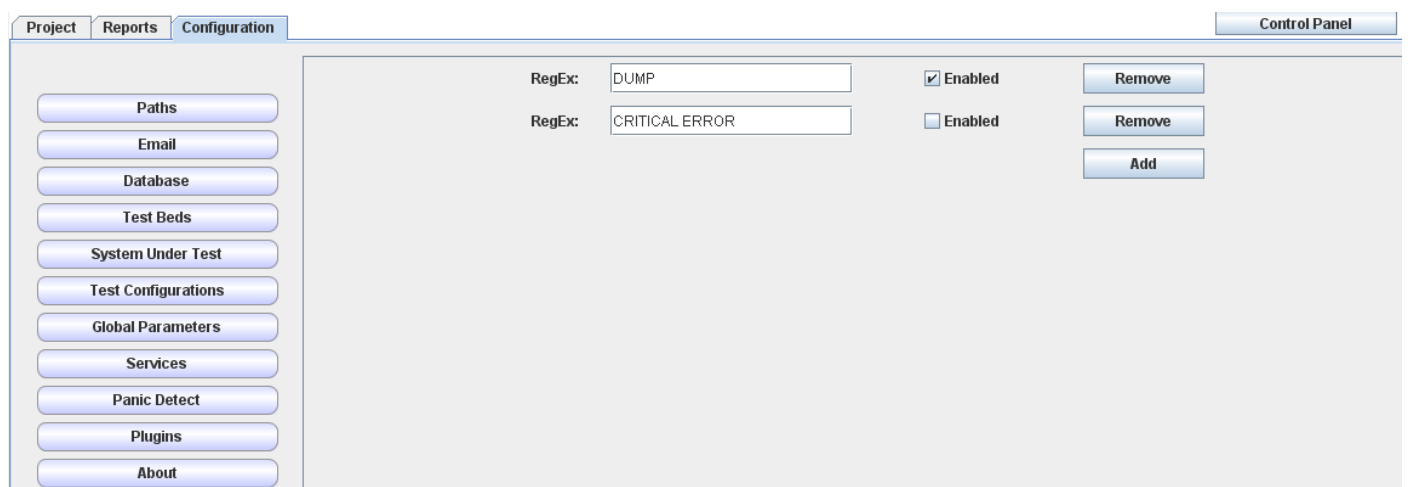 Project Reports Configuration Control Panel
RegEx: DUMP Enabled Remove
RegEx: CRITICAL ERROR Enabled Remove
Add
Paths
Email
Database
Test Beds
System Under Test
Test Configurations
Global Parameters
Services
Panic Detect
Plugins
About